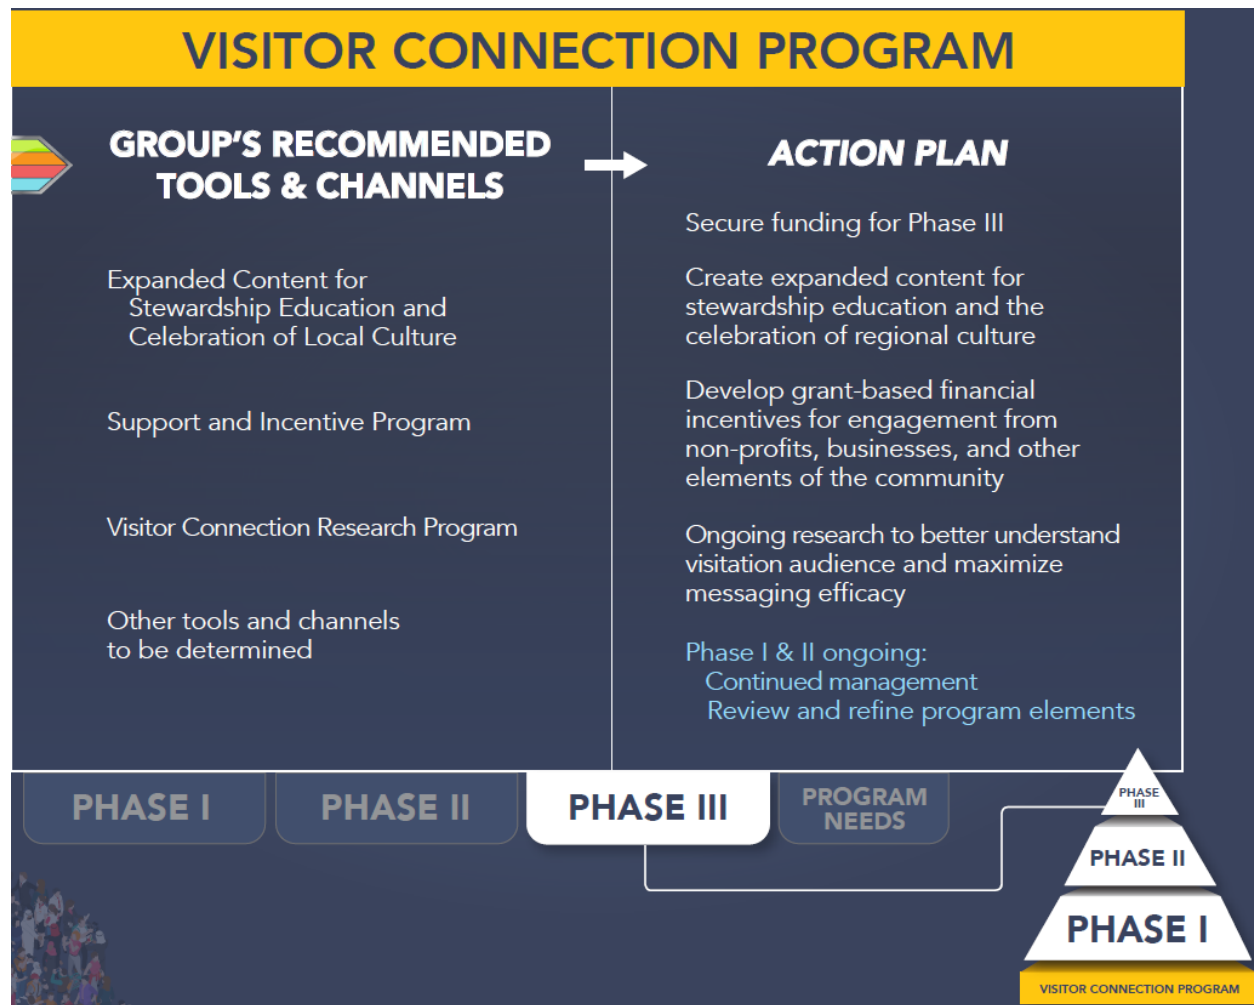 VISITOR CONNECTION PROGRAM
GROUP'S RECOMMENDED
TOOLS & CHANNELS
Expanded Content for
Stewardship Education and
Celebration of Local Culture
Support and Incentive Program
Visitor Connection Research Program
Other tools and channels
to be determined
ACTION PLAN
Secure funding for Phase III
Create expanded content for
stewardship education and the
celebration of regional culture
Develop grant-based financial
incentives for engagement from
non-profits, businesses, and other
elements of the community
Ongoing research to better understand
visitation audience and maximize
messaging efficacy
Phase I & II ongoing:
Continued management
Review and refine program elements
PHASE I
PHASE II
PHASE III
PROGRAM
NEEDS
PHASE
III
PHASE II
PHASE I
VISITOR CONNECTION PROGRAM